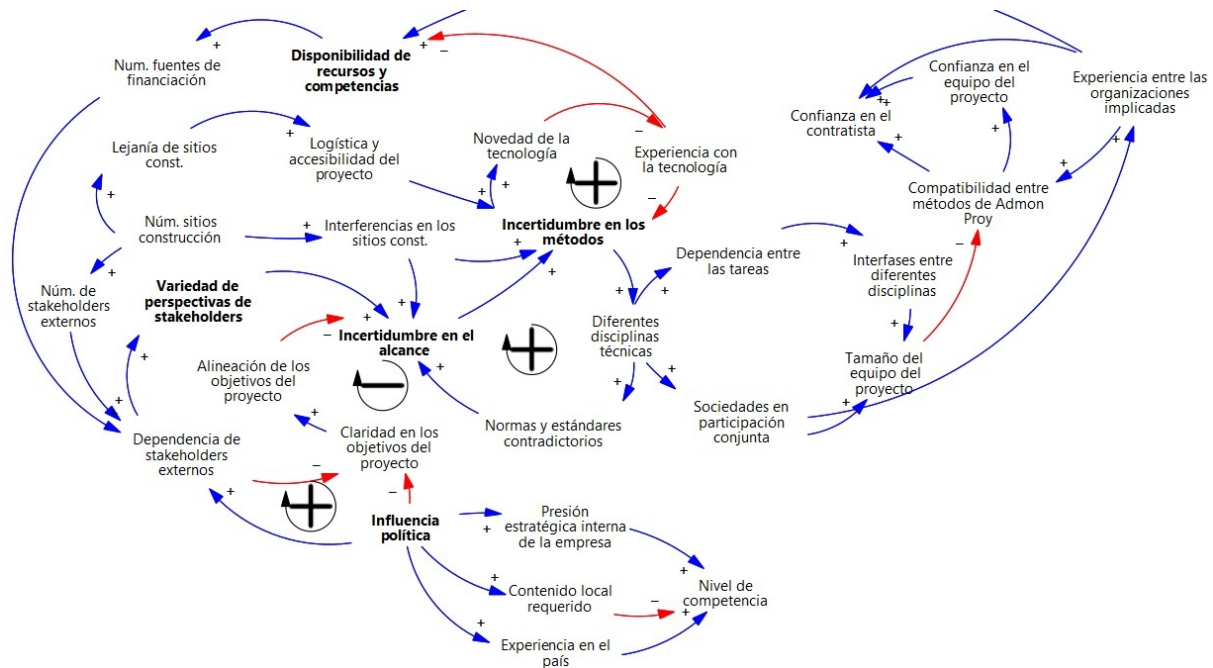 Num. fuentes de
financiación
Disponibilidad de
recursos y
competencias
Confianza en el
equipo del
proyecto
Experiencia entre las
organizaciones
implicadas
Confianza en el
contratista
Lejanía de sitios
const.
Logística y
accesibilidad del
proyecto
Novedad de la
tecnología
Experiencia con
la tecnología
Compatibilidad entre
métodos de Admon
Proy
Núm. sitios
construcción
Interferencias en los
sitios const.
Incertidumbre en los
métodos
Dependencia entre
las tareas
Interfases entre
diferentes
disciplinas
Núm. de
stakeholders
externos
Variedad de
perspectivas de
stakeholders
Incertidumbre en el
alcance
Diferentes
disciplinas
técnicas
Tamaño del
equipo del
proyecto
Alineación de los
objetivos del
proyecto
Sociedades en
participación
conjunta
Normas y estándares
contradictorios
Claridad en los
objetivos del
proyecto
Dependencia de
stakeholders
externos
Influencia
política
Presión
estratégica interna
de la empresa
Contenido local
requerido
Nivel de
competencia
Experiencia en el
país